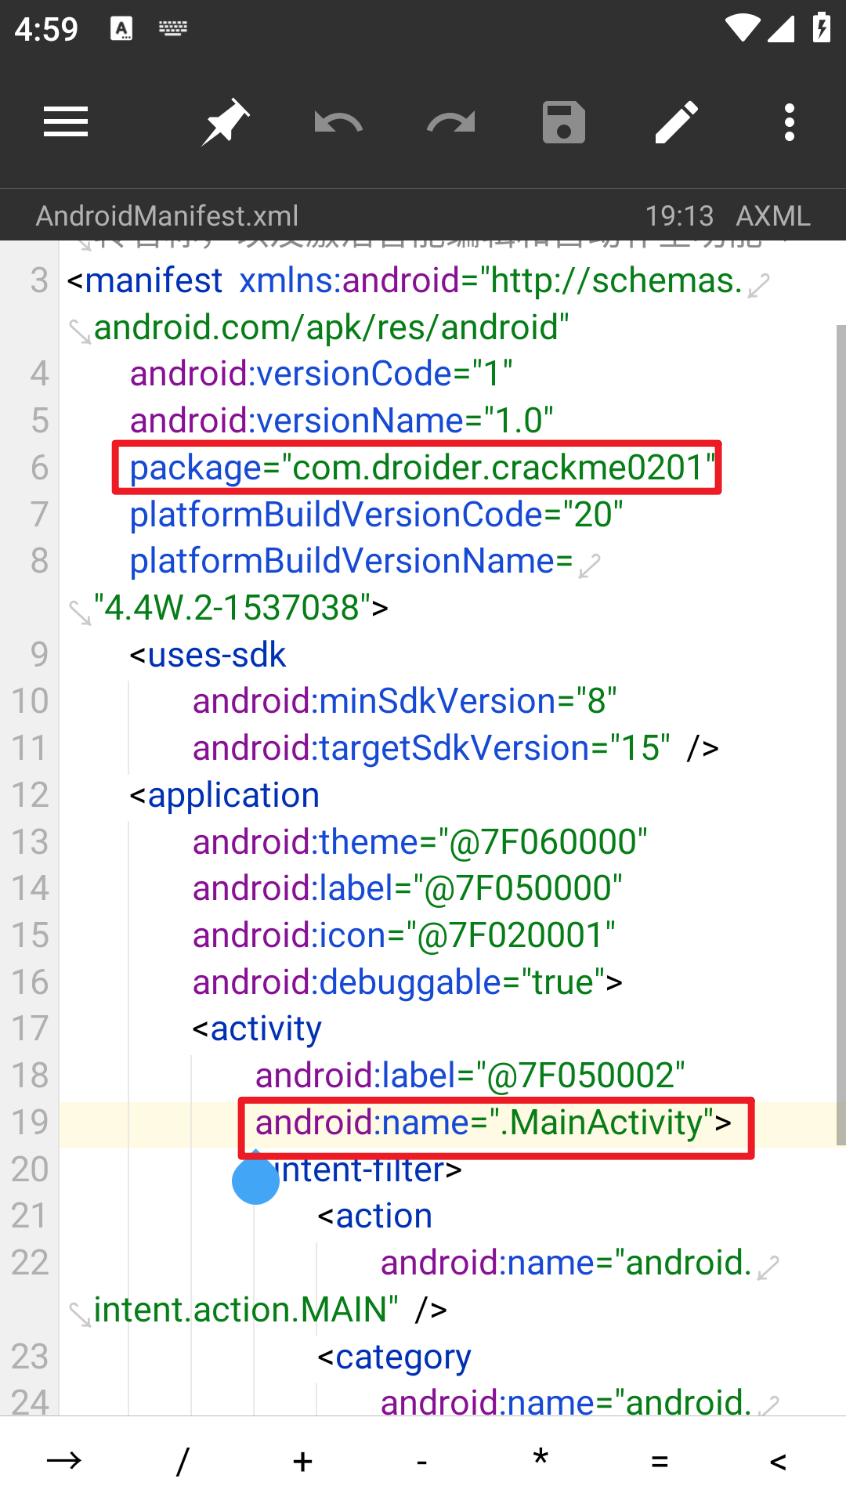 4:59
A
AndroidManifest.xml 19:13 AXML
3 <manifest xmlns:android="http://schemas.
android.com/apk/res/android"
4 android:versionCode="1"
5 android:versionName="1.0"
6 package="com.droider.crackme0201"
7 platformBuildVersionCode="20"
8 platformBuildVersionName=
"4.4W.2-1537038">
9 <uses-sdk
10 android:minSdkVersion="8"
11 android:targetSdkVersion="15" />
12 <application
13 android:theme="@7F060000"
14 android:label="@7F050000"
15 android:icon="@7F020001"
16 android:debuggable="true">
17 <activity
18 android:label="@7F050002"
19 android:name=".MainActivity">
20 intent-filter>
21 <action
22 android:name="android.
intent.action.MAIN" />
23 <category
24 android:name="android.
→ / + - * = <